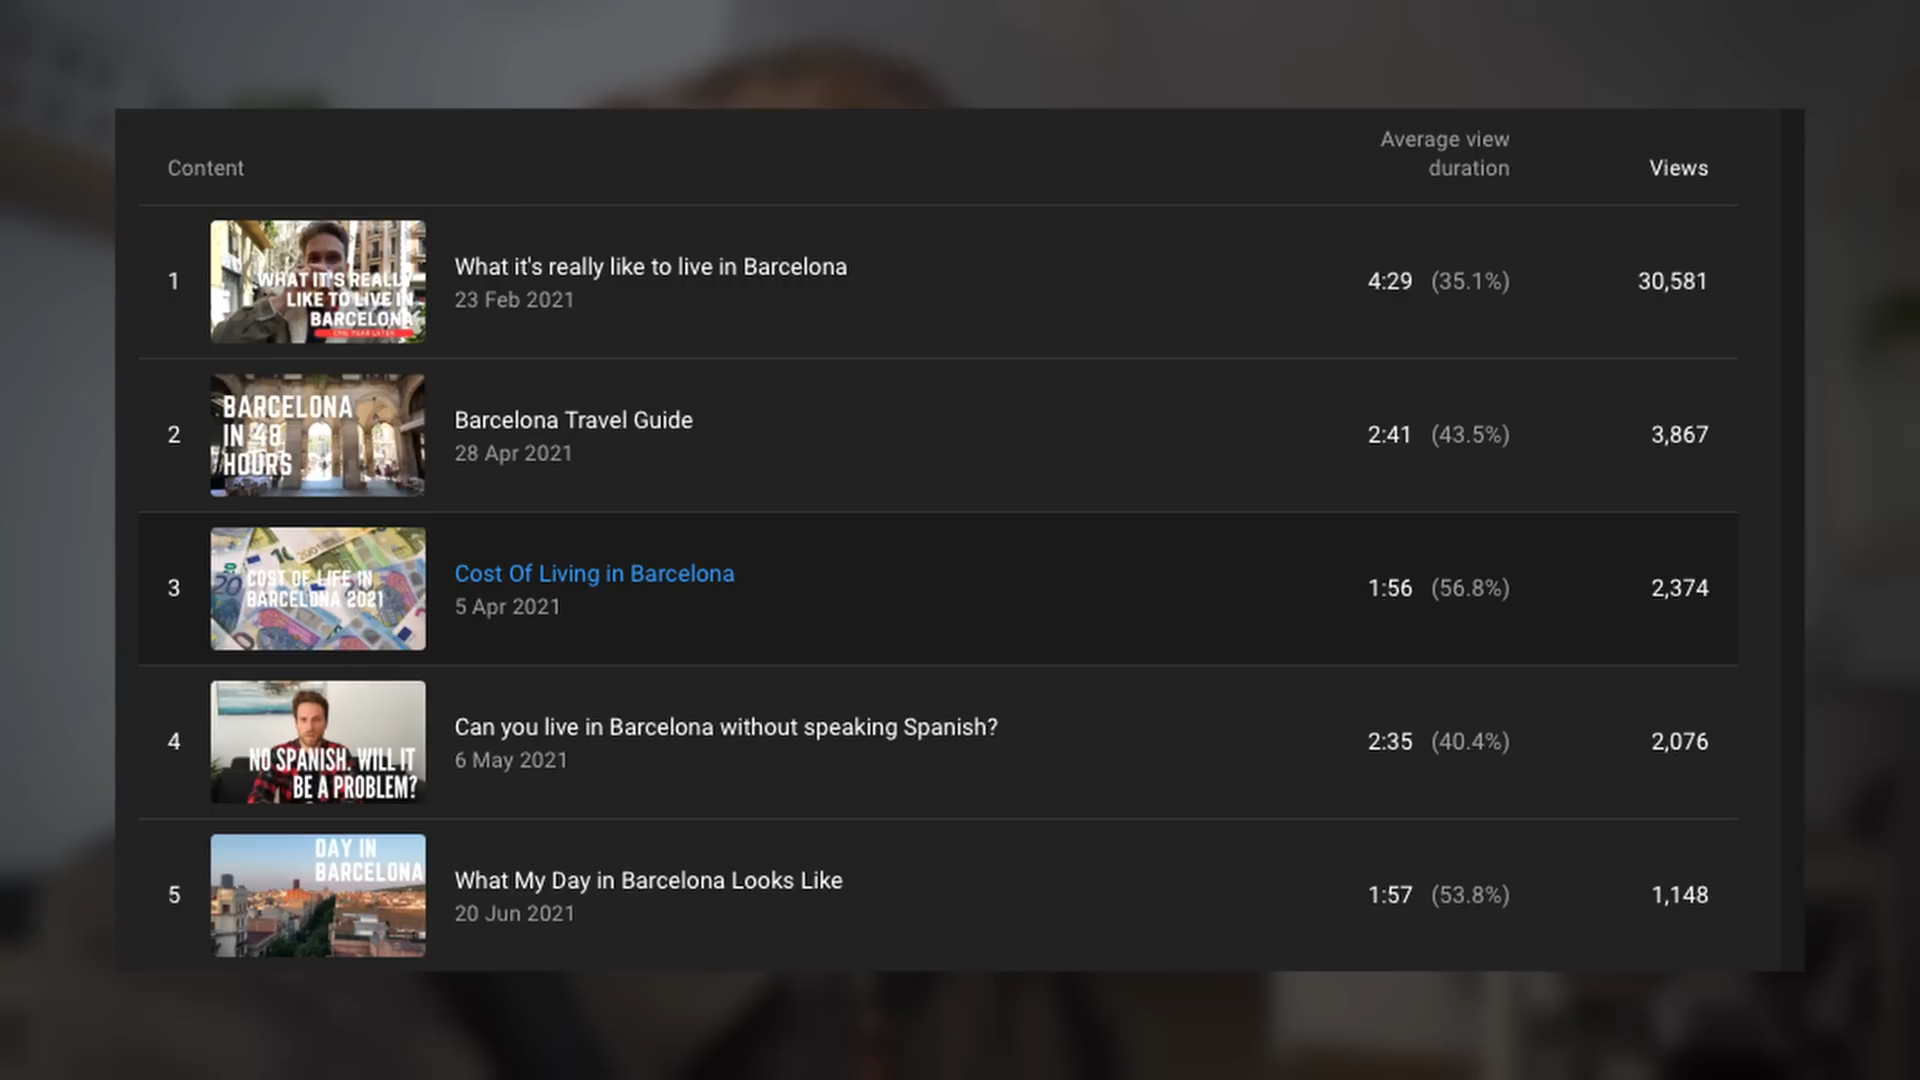 Content
Average view
duration
Views
1
WHAT IT'S REALLY
LIKE TO LIVE IN
BARCELONA
ONE YEAR LATER
What it's really like to live in Barcelona
23 Feb 2021
4:29 (35.1%)
30,581
2
BARCELONA
IN 48
HOURS
Barcelona Travel Guide
28 Apr 2021
2:41 (43.5%)
3,867
3
COST OF LIFE IN
BARCELONA 2021
Cost Of Living in Barcelona
5 Apr 2021
1:56 (56.8%)
2,374
4
NO SPANISH. WILL IT
BE A PROBLEM?
Can you live in Barcelona without speaking Spanish?
6 May 2021
2:35 (40.4%)
2,076
5
DAY IN
BARCELONA
What My Day in Barcelona Looks Like
20 Jun 2021
1:57 (53.8%)
1,148